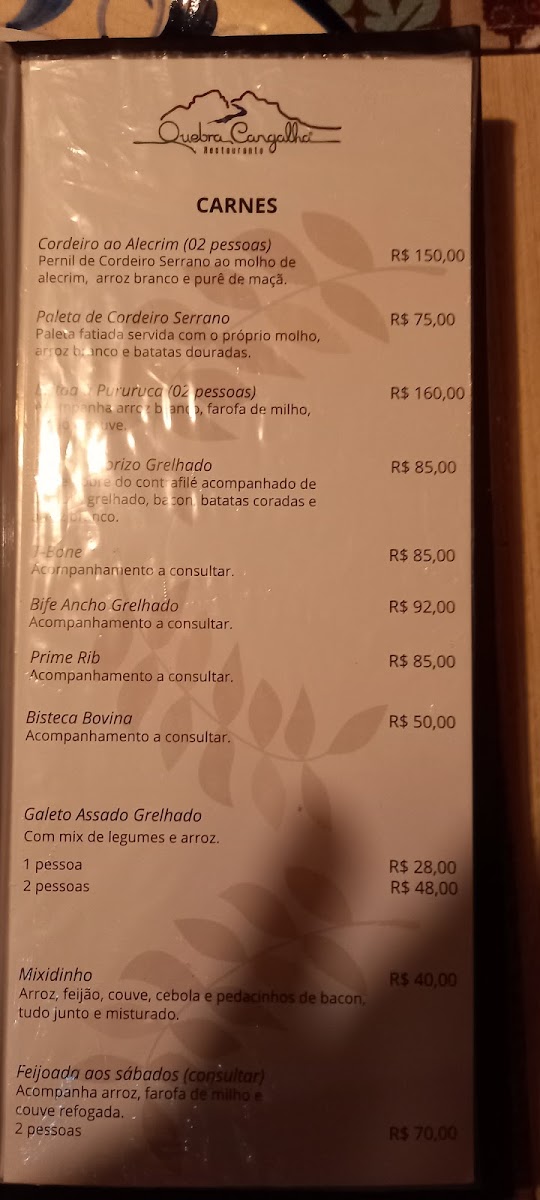 Quebra Cangalha
Restaurante
CARNES
Cordeiro ao Alecrim (02 pessoas)
R$ 150,00
Pernil de Cordeiro Serrano ao molho de
alecrim, arroz branco e purê de maçã.
Paleta de Cordeiro Serrano
R$ 75,00
Paleta fatiada servida com o próprio molho,
arroz branco e batatas douradas.
Pururuca (02 pessoas)
R$ 160,00
arroz branco, farofa de milho,
couve.
Grelhado
R$ 85,00
do contrafilé acompanhado de
grelhado, bacon, batatas coradas e
T-Bone
R$ 85,00
Acompanhamento a consultar.
Bife Ancho Grelhado
R$ 92,00
Acompanhamento a consultar.
Prime Rib
R$ 85,00
Acompanhamento a consultar.
Bisteca Bovina
R$ 50,00
Acompanhamento a consultar.
Galeto Assado Grelhado
Com mix de legumes e arroz.
1 pessoa R$ 28,00
2 pessoas R$ 48,00
Mixidinho
R$ 40,00
Arroz, feijão, couve, cebola e pedacinhos de bacon,
tudo junto e misturado.
Feijoada aos sábados (consultar)
Acompanha arroz, farofa de milho e
couve refogada.
2 pessoas R$ 70,00